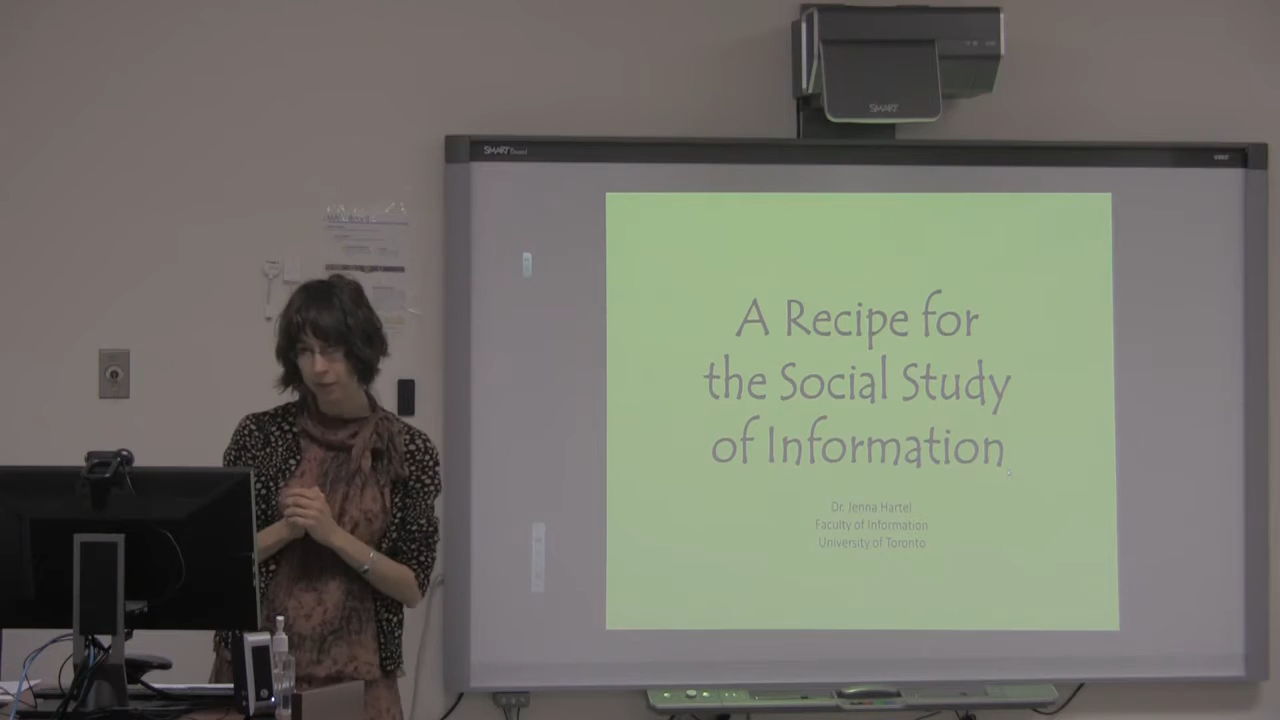 SMART
SMART Board
A Recipe for
the Social Study
of Information
Dr. Jenna Hartel
Faculty of Information
University of Toronto